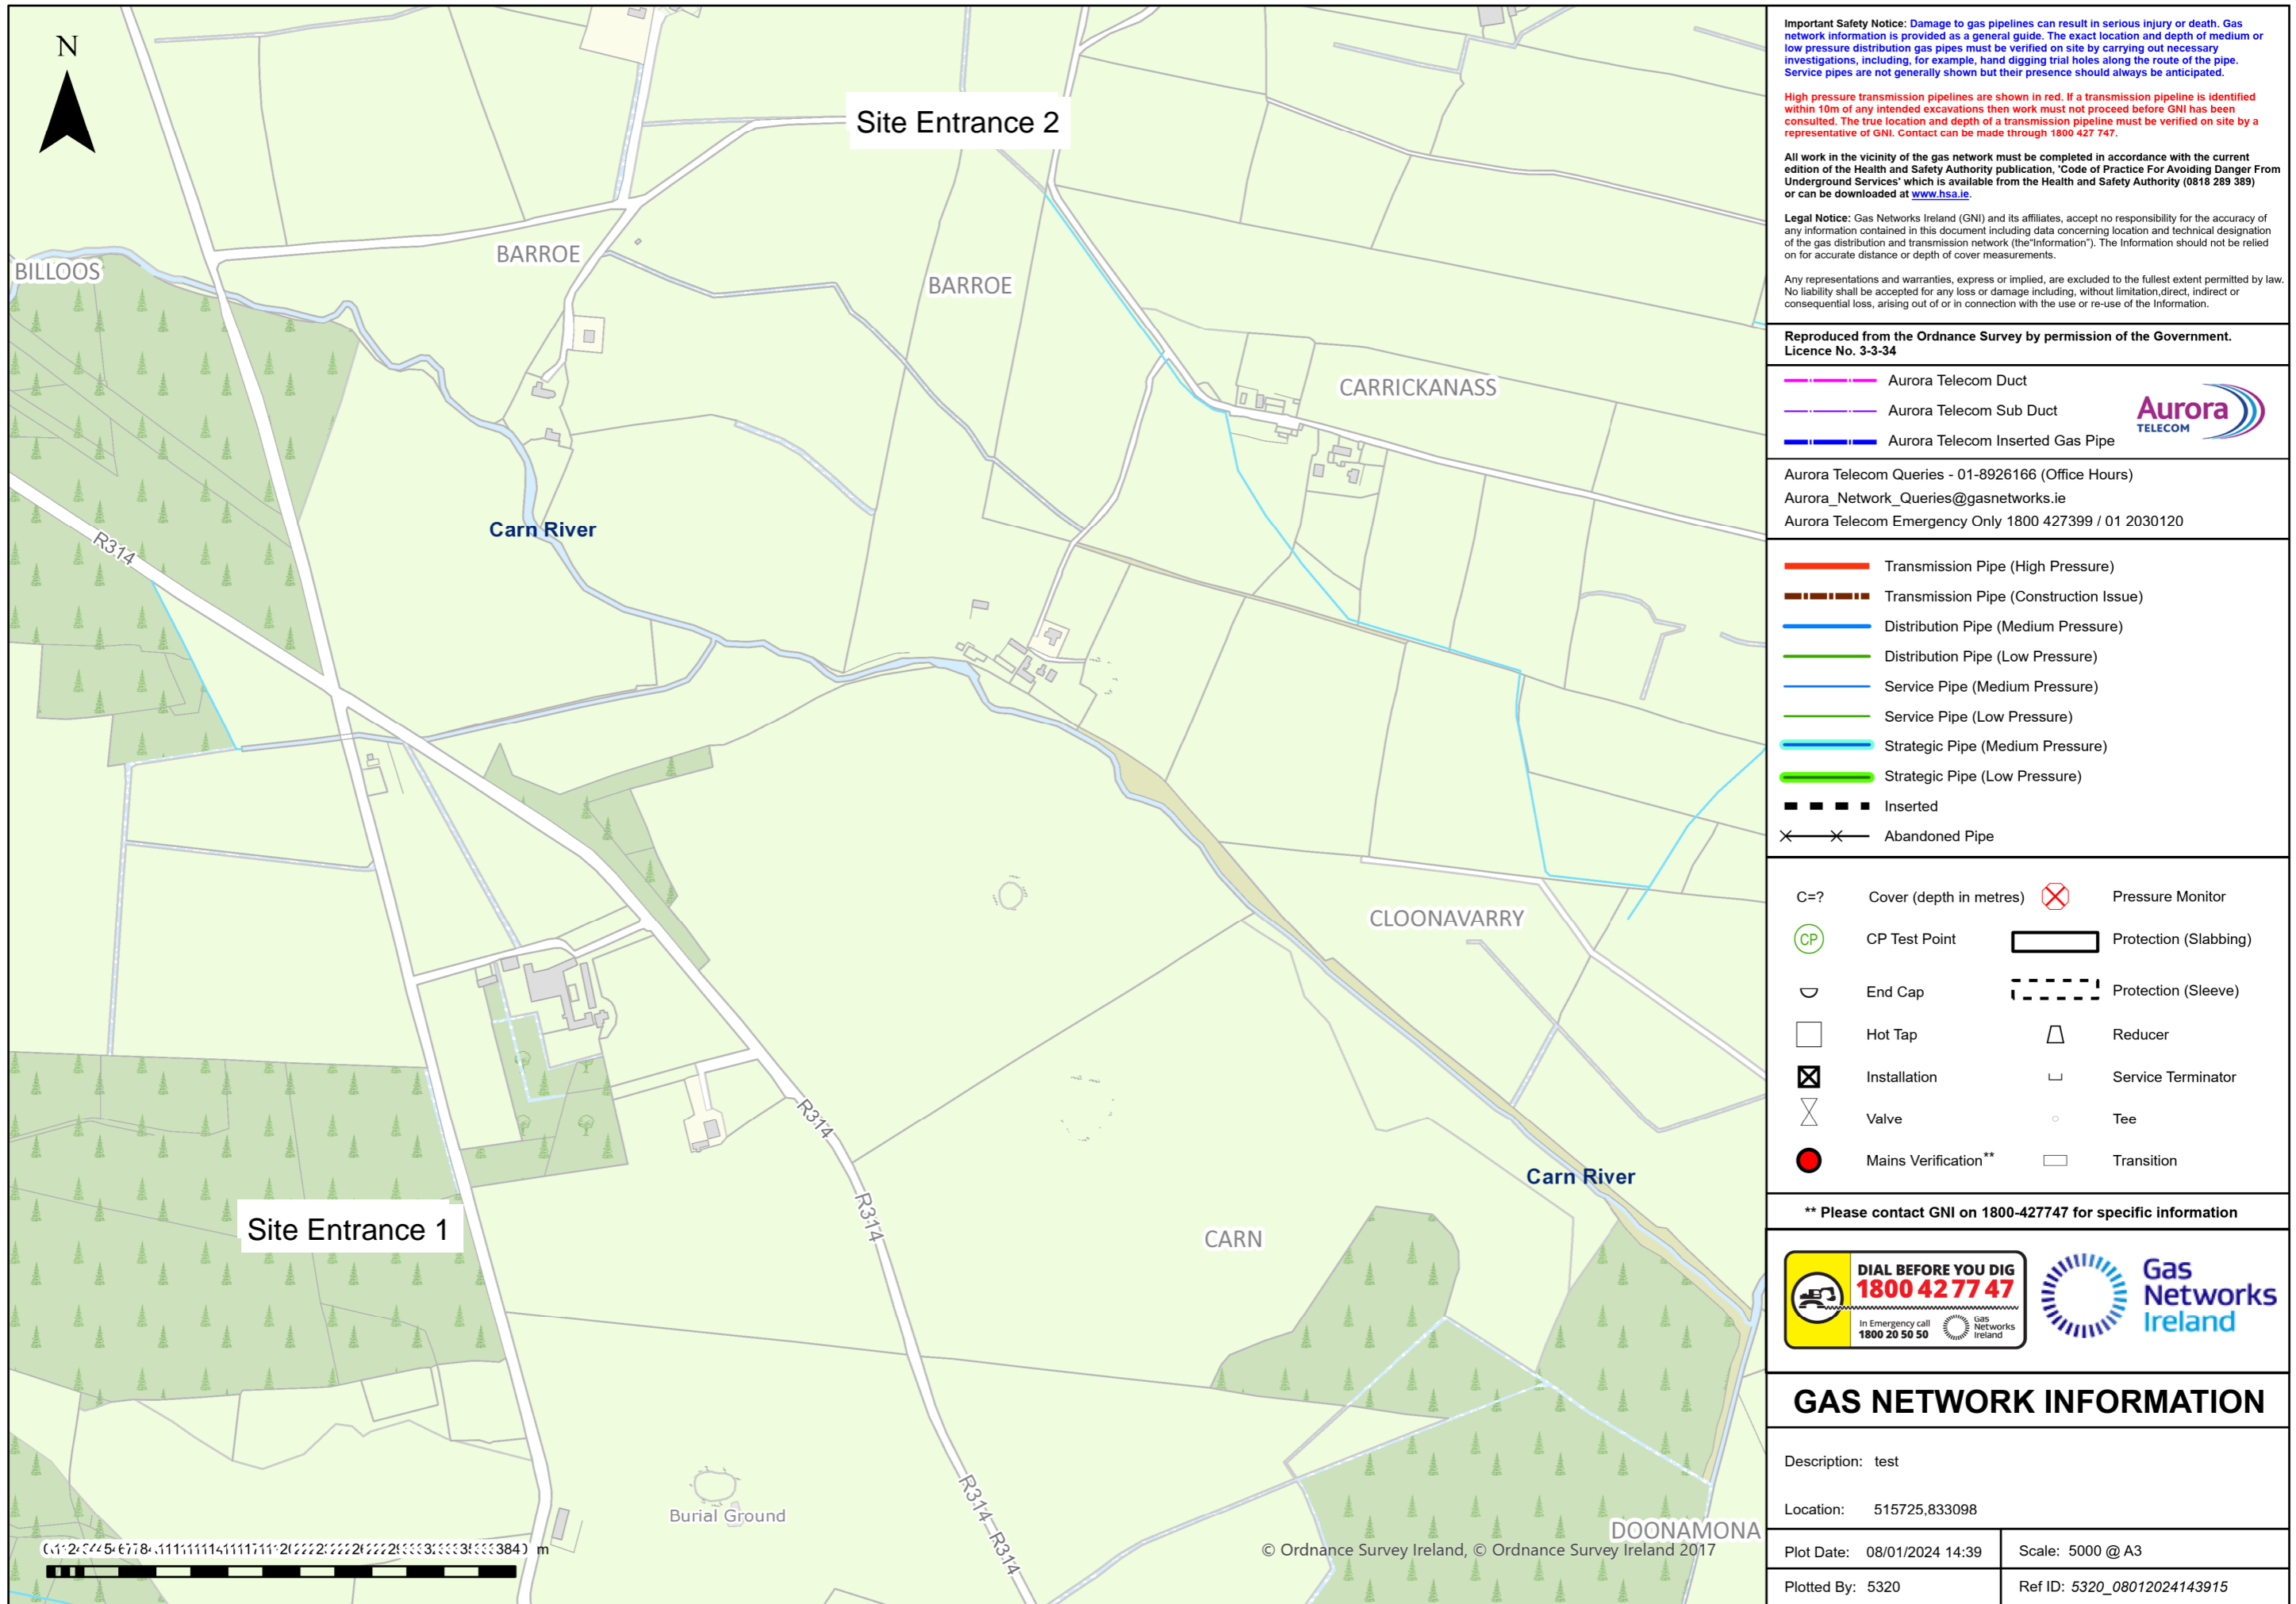 N
Site Entrance 2
BARROE
BILLOOS
BARROE
CARRICKANASS
Carn River
R314
CLOONAVARRY
R314
Carn River
Site Entrance 1
R314
CARN
Burial Ground
R314
R314
DOONAMONA
© Ordnance Survey Ireland, © Ordnance Survey Ireland 2017
m
Important Safety Notice: Damage to gas pipelines can result in serious injury or death. Gas
network information is provided as a general guide. The exact location and depth of medium or
low pressure distribution gas pipes must be verified on site by carrying out necessary
investigations, including, for example, hand digging trial holes along the route of the pipe.
Service pipes are not generally shown but their presence should always be anticipated.
High pressure transmission pipelines are shown in red. If a transmission pipeline is identified
within 10m of any intended excavations then work must not proceed before GNI has been
consulted. The true location and depth of a transmission pipeline must be verified on site by a
representative of GNI. Contact can be made through 1800 427 747.
All work in the vicinity of the gas network must be completed in accordance with the current
edition of the Health and Safety Authority publication, 'Code of Practice For Avoiding Danger From
Underground Services' which is available from the Health and Safety Authority (0818 289 389)
or can be downloaded at www.hsa.ie.
Legal Notice: Gas Networks Ireland (GNI) and its affiliates, accept no responsibility for the accuracy of
any information contained in this document including data concerning location and technical designation
of the gas distribution and transmission network (the"Information"). The Information should not be relied
on for accurate distance or depth of cover measurements.
Any representations and warranties, express or implied, are excluded to the fullest extent permitted by law.
No liability shall be accepted for any loss or damage including, without limitation,direct, indirect or
consequential loss, arising out of or in connection with the use or re-use of the Information.
Reproduced from the Ordnance Survey by permission of the Government.
Licence No. 3-3-34
Aurora Telecom Duct
Aurora Telecom Sub Duct
Aurora Telecom Inserted Gas Pipe
Aurora
TELECOM
Aurora Telecom Queries - 01-8926166 (Office Hours)
Aurora_Network_Queries@gasnetworks.ie
Aurora Telecom Emergency Only 1800 427399 / 01 2030120
Transmission Pipe (High Pressure)
Transmission Pipe (Construction Issue)
Distribution Pipe (Medium Pressure)
Distribution Pipe (Low Pressure)
Service Pipe (Medium Pressure)
Service Pipe (Low Pressure)
Strategic Pipe (Medium Pressure)
Strategic Pipe (Low Pressure)
Inserted
Abandoned Pipe
C=? Cover (depth in metres) Pressure Monitor
CP CP Test Point Protection (Slabbing)
End Cap Protection (Sleeve)
Hot Tap Reducer
Installation Service Terminator
Valve Tee
Mains Verification** Transition
** Please contact GNI on 1800-427747 for specific information
DIAL BEFORE YOU DIG
1800 42 77 47
In Emergency call
1800 20 50 50
Gas
Networks
Ireland
Gas
Networks
Ireland
GAS NETWORK INFORMATION
Description: test
Location: 515725,833098
Plot Date: 08/01/2024 14:39 Scale: 5000 @ A3
Plotted By: 5320 Ref ID: 5320_08012024143915